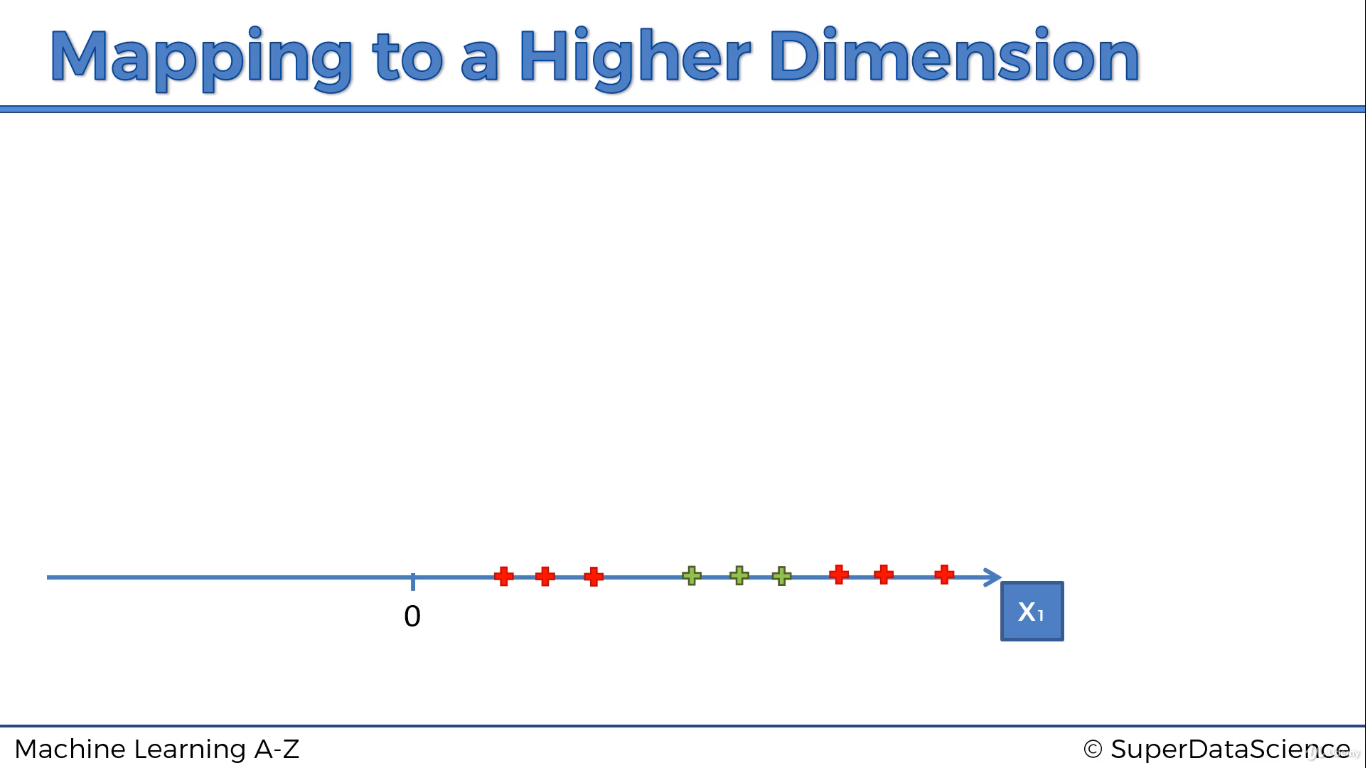 Mapping to a Higher Dimension
0
X₁
Machine Learning A-Z
© SuperDataScience